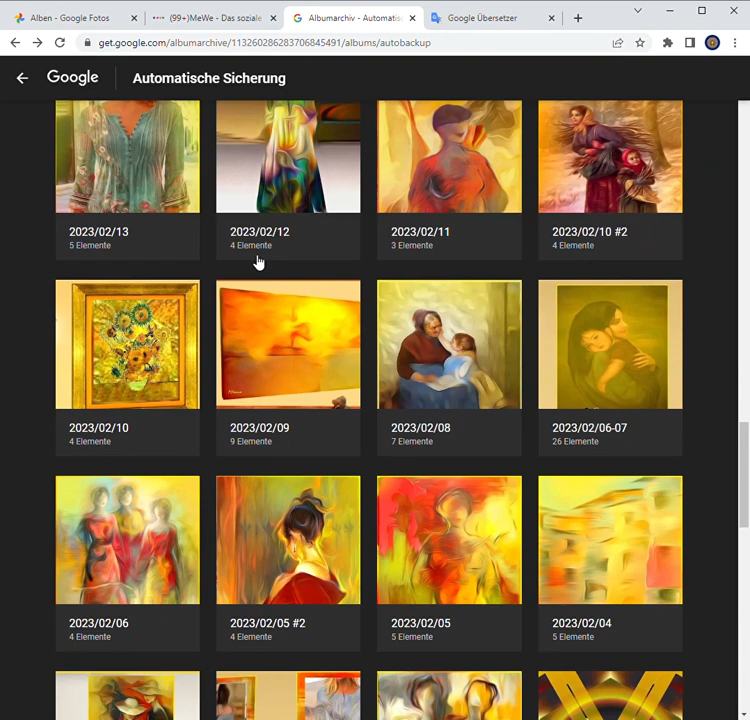 Alben - Google Fotos
(99+)MeWe - Das soziale
Albumarchiv - Automatis
Google Übersetzer
get.google.com/albumarchive/113260286283706845491/albums/autobackup
Google
Automatische Sicherung
2023/02/13
5 Elemente
2023/02/12
4 Elemente
2023/02/11
3 Elemente
2023/02/10 #2
4 Elemente
2023/02/10
4 Elemente
2023/02/09
9 Elemente
2023/02/08
7 Elemente
2023/02/06-07
26 Elemente
2023/02/06
4 Elemente
2023/02/05 #2
4 Elemente
2023/02/05
5 Elemente
2023/02/04
5 Elemente